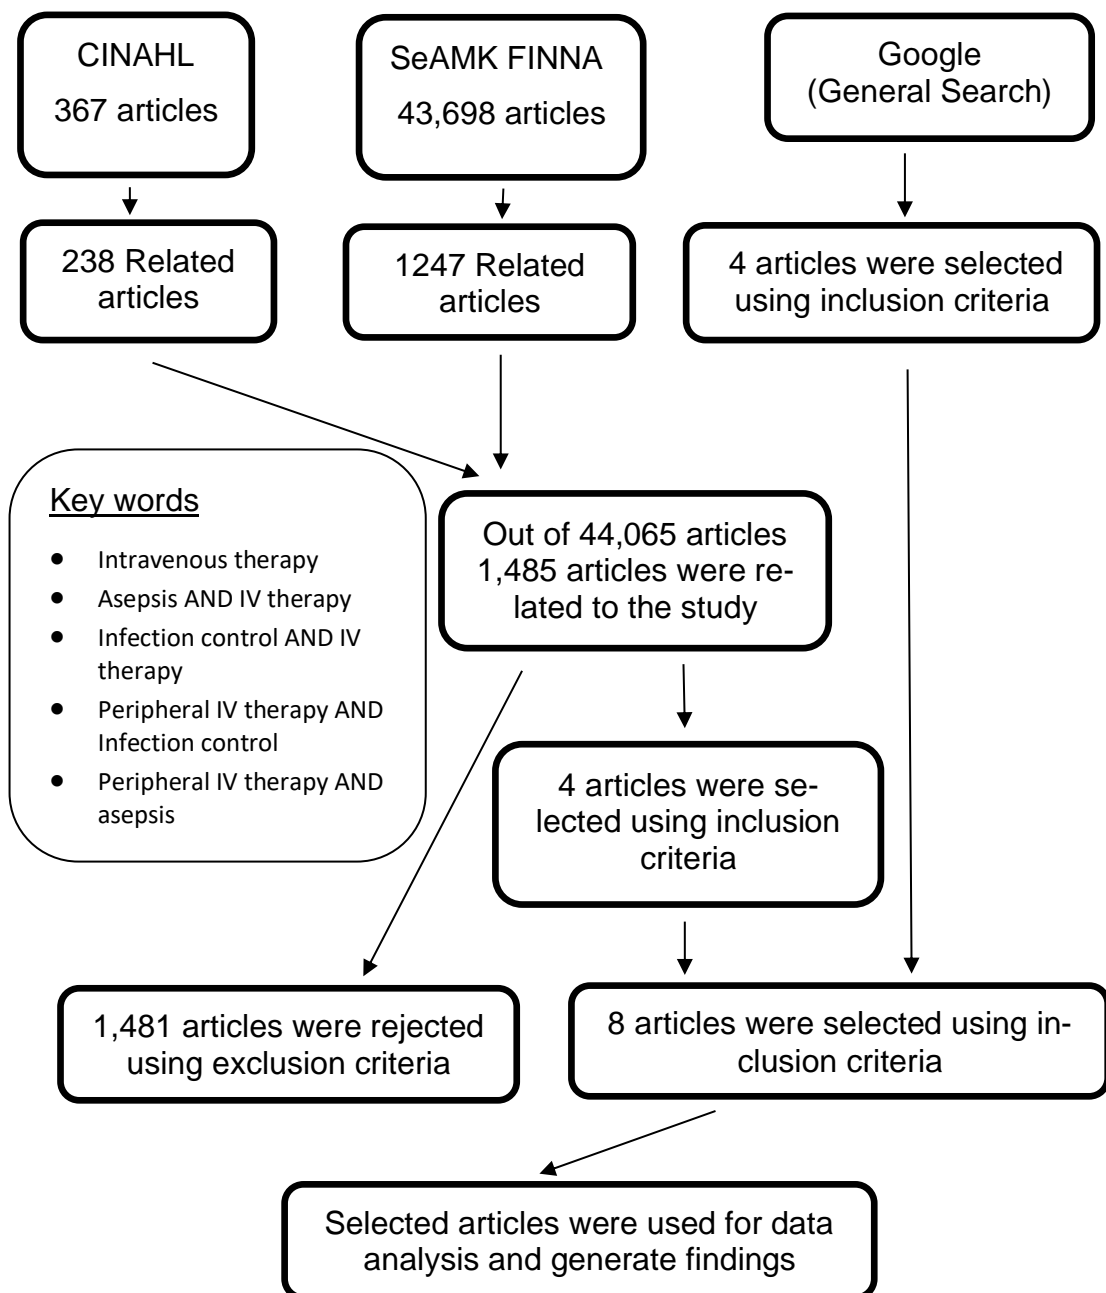 CINAHL
367 articles
SeAMK FINNA
43,698 articles
Google
(General Search)
238 Related
articles
1247 Related
articles
4 articles were selected
using inclusion criteria
Key words
● Intravenous therapy
● Asepsis AND IV therapy
● Infection control AND IV
therapy
● Peripheral IV therapy AND
Infection control
● Peripheral IV therapy AND
asepsis
Out of 44,065 articles
1,485 articles were re-
lated to the study
4 articles were se-
lected using inclusion
criteria
1,481 articles were rejected
using exclusion criteria
8 articles were selected using in-
clusion criteria
Selected articles were used for data
analysis and generate findings